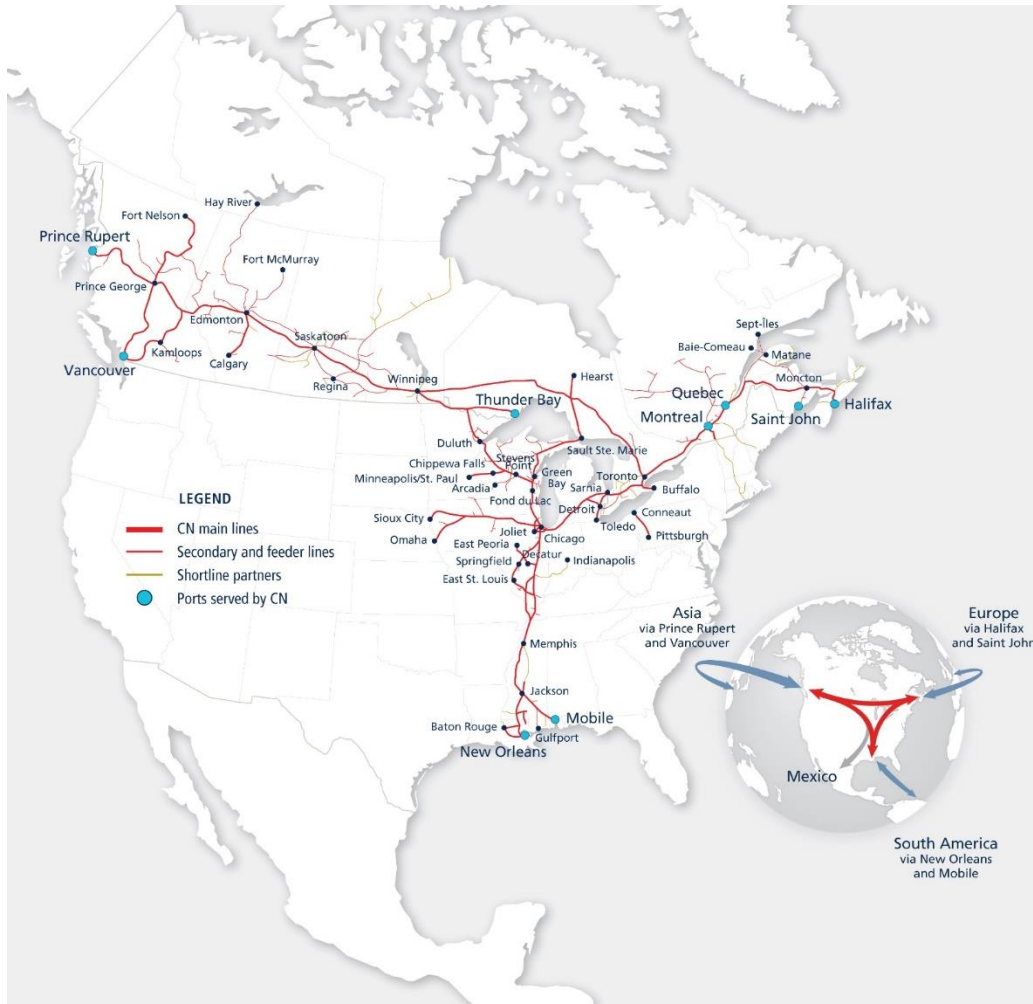 Hay River
Fort Nelson
Prince Rupert
Fort McMurray
Prince George
Edmonton
Saskatoon
Kamloops
Calgary
Vancouver
Regina
Winnipeg
Hearst
Thunder Bay
Sept-Îles
Baie-Comeau
Matane
Quebec
Moncton
Montreal
Saint John
Halifax
Duluth
Sault Ste. Marie
Stevens
Point
Chippewa Falls
Minneapolis/St. Paul
Arcadia
Green
Bay
Fond du Lac
Toronto
Sarnia
Buffalo
Detroit
Toledo
Conneaut
Pittsburgh
Sioux City
Omaha
Joliet
Chicago
East Peoria
Decatur
Springfield
Indianapolis
East St. Louis
Memphis
Jackson
Baton Rouge
Mobile
Gulfport
New Orleans
LEGEND
CN main lines
Secondary and feeder lines
Shortline partners
Ports served by CN
Asia
via Prince Rupert
and Vancouver
Europe
via Halifax
and Saint John
Mexico
South America
via New Orleans
and Mobile